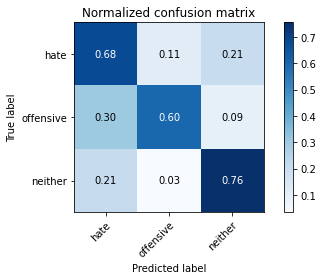 Normalized confusion matrix
True label
hate 0.68 0.11 0.21
offensive 0.30 0.60 0.09
neither 0.21 0.03 0.76
hate offensive neither
Predicted label
0.7
0.6
0.5
0.4
0.3
0.2
0.1